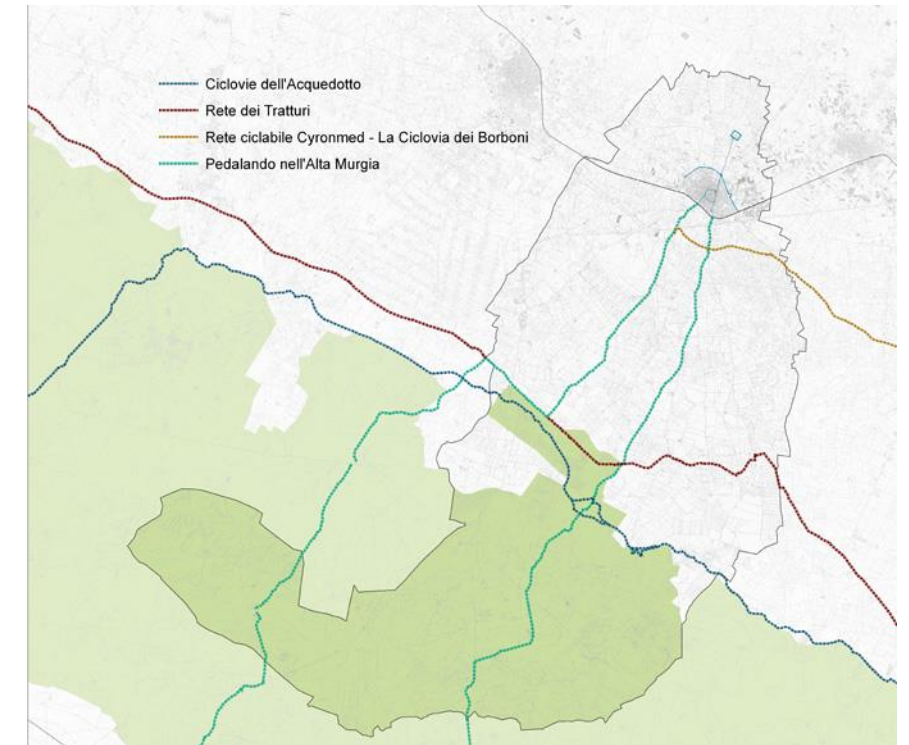 Ciclovie dell'Acquedotto
Rete dei Tratturi
Rete ciclabile Cyronmed - La Ciclovia dei Borboni
Pedalando nell'Alta Murgia